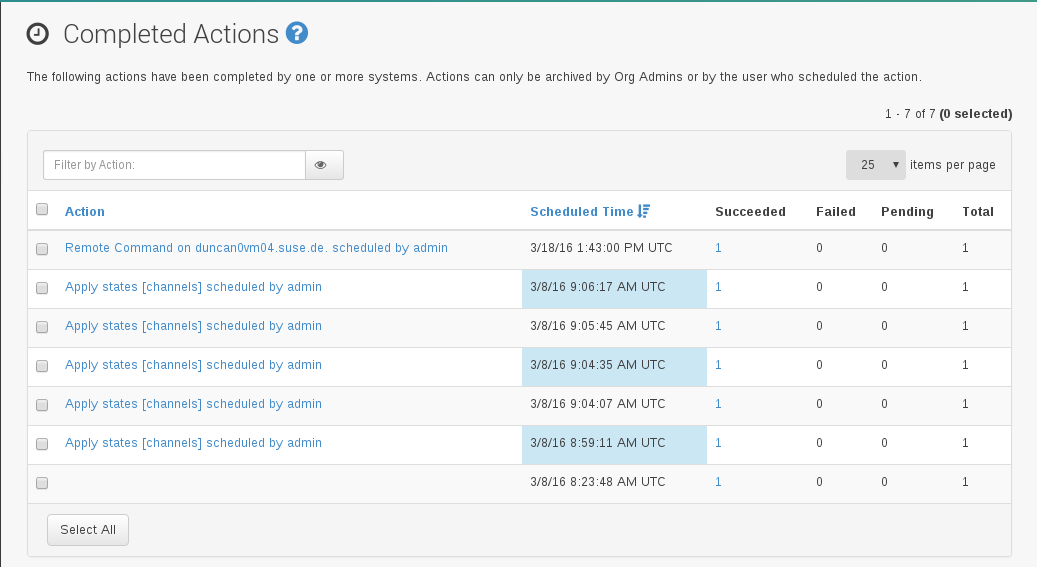 Completed Actions ?
The following actions have been completed by one or more systems. Actions can only be archived by Org Admins or by the user who scheduled the action.
1 - 7 of 7 (0 selected)
Filter by Action:
25 items per page
Action Scheduled Time Succeeded Failed Pending Total
Remote Command on duncan0vm04.suse.de. scheduled by admin 3/18/16 1:43:00 PM UTC 1 0 0 1
Apply states [channels] scheduled by admin 3/8/16 9:06:17 AM UTC 1 0 0 1
Apply states [channels] scheduled by admin 3/8/16 9:05:45 AM UTC 1 0 0 1
Apply states [channels] scheduled by admin 3/8/16 9:04:35 AM UTC 1 0 0 1
Apply states [channels] scheduled by admin 3/8/16 9:04:07 AM UTC 1 0 0 1
Apply states [channels] scheduled by admin 3/8/16 8:59:11 AM UTC 1 0 0 1
3/8/16 8:23:48 AM UTC 1 0 0 1
Select All